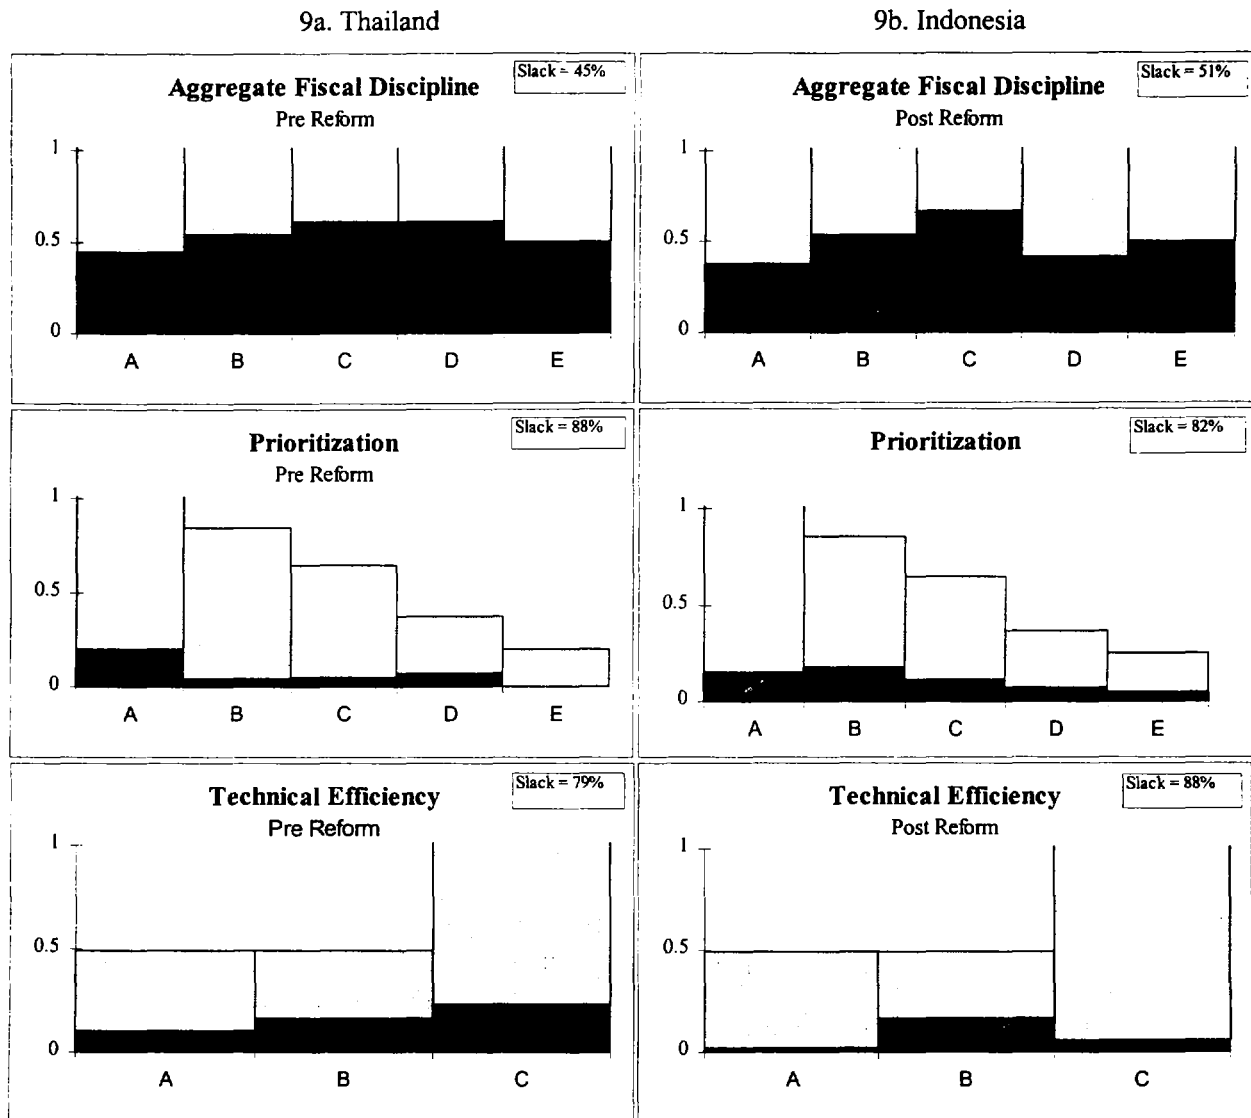 9a. Thailand
Slack = 45%
Aggregate Fiscal Discipline
Pre Reform
1
0.5
0
A B C D E
Slack = 88%
Prioritization
Pre Reform
1
0.5
0
A B C D E
Slack = 79%
Technical Efficiency
Pre Reform
1
0.5
0
A B C
9b. Indonesia
Slack = 51%
Aggregate Fiscal Discipline
Post Reform
1
0.5
0
A B C D E
Slack = 82%
Prioritization
1
0.5
0
A B C D E
Slack = 88%
Technical Efficiency
Post Reform
1
0.5
0
A B C